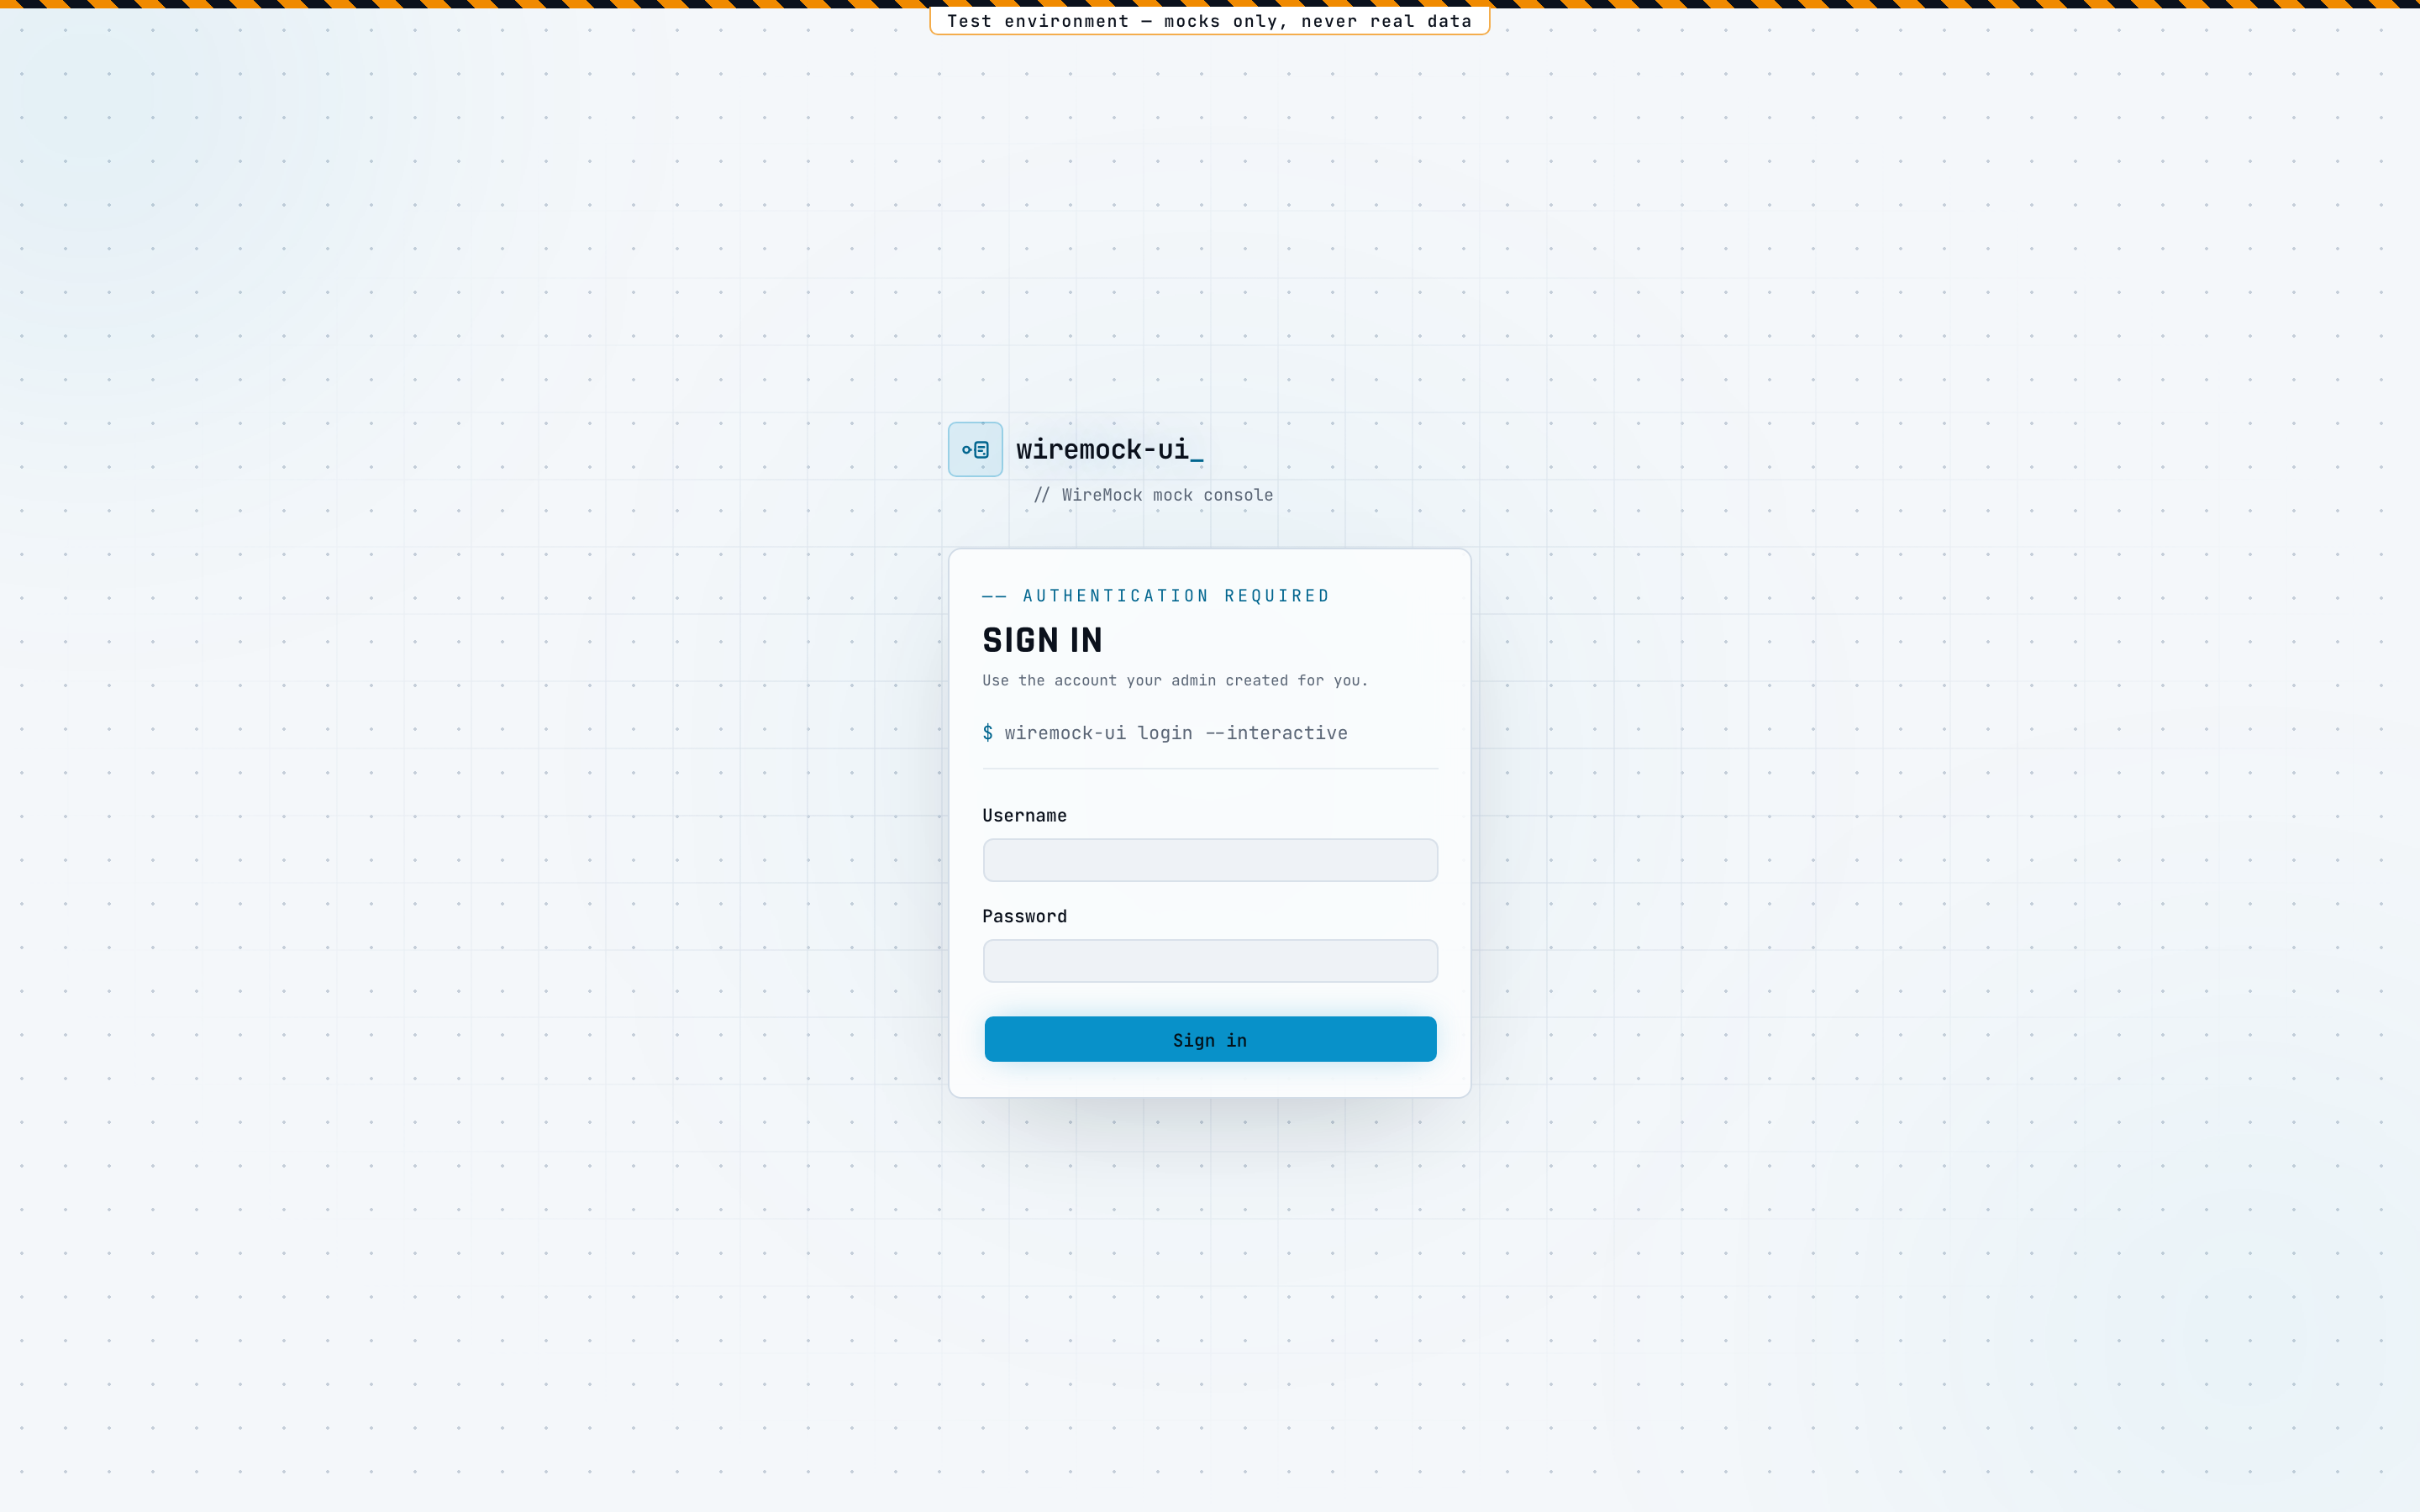 Test environment — mocks only, never real data
wiremock-ui_
// WireMock mock console
—— AUTHENTICATION REQUIRED
SIGN IN
Use the account your admin created for you.
$ wiremock-ui login --interactive
Username
Password
Sign in